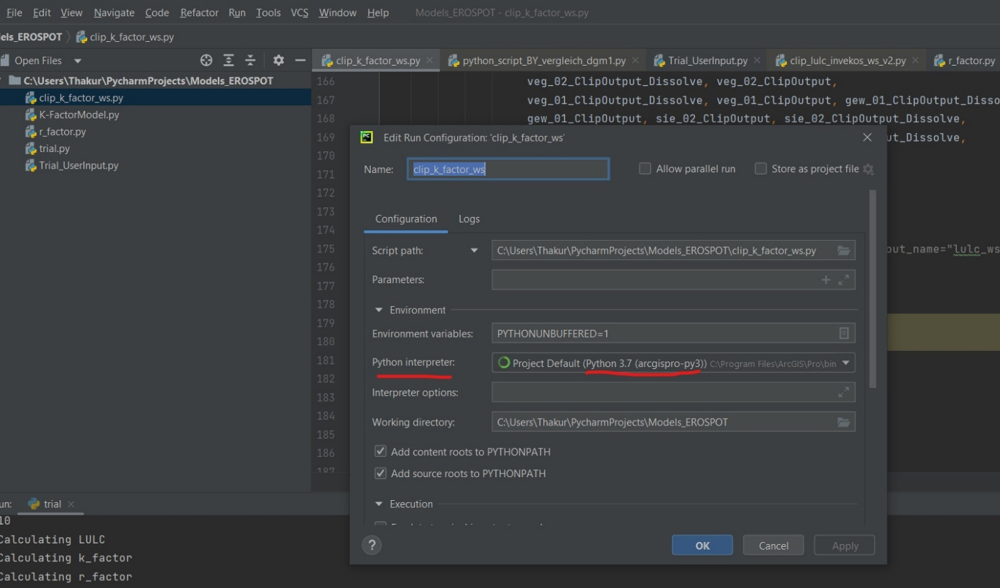 File Edit View Navigate Code Refactor Run Tools VCS Window Help Models_EROSPOT - clip_k_factor_ws.py
els_EROSPOT clip_k_factor_ws.py
Open Files
clip_k_factor_ws.py python_script_BY_vergleich_dgm1.py Trial_UserInput.py clip_lulc_invekos_ws_v2.py r_factor.py
C:\Users\Thakur\PycharmProjects\Models_EROSPOT
clip_k_factor_ws.py
K-FactorModel.py
r_factor.py
trial.py
Trial_UserInput.py
166 veg_02_ClipOutput_Dissolve, veg_02_ClipOutput,
167 veg_01_ClipOutput_Dissolve, veg_01_ClipOutput, gew_01_ClipOutput_Disso
168 gew_01_ClipOutput, sie_02_ClipOutput, sie_02_ClipOutput_Dissolve,
169 ut_Dissolve,
170
171
172
173
174
175 out_name="lulc_ws
176
177
178
179
180
181
182
183
184
185
186
187
PC Edit Run Configuration: 'clip_k_factor_ws'
Name: clip_k_factor_ws Allow parallel run Store as project file
Configuration Logs
Script path: C:\Users\Thakur\PycharmProjects\Models_EROSPOT\clip_k_factor_ws.py
Parameters:
Environment
Environment variables: PYTHONUNBUFFERED=1
Python interpreter: Project Default (Python 3.7 (arcgispro-py3)) C:\Program Files\ArcGIS\Pro\bin
Interpreter options:
Working directory: C:\Users\Thakur\PycharmProjects\Models_EROSPOT
Add content roots to PYTHONPATH
Add source roots to PYTHONPATH
Execution
? OK Cancel Apply
un: trial
10
Calculating LULC
Calculating k_factor
Calculating r_factor